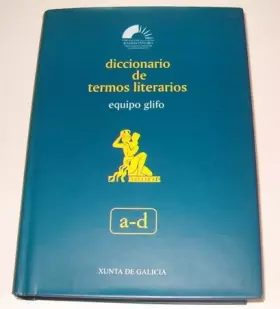 diccionario
de
termos literarios
equipo glifo
a-d
XUNTA DE GALICIA